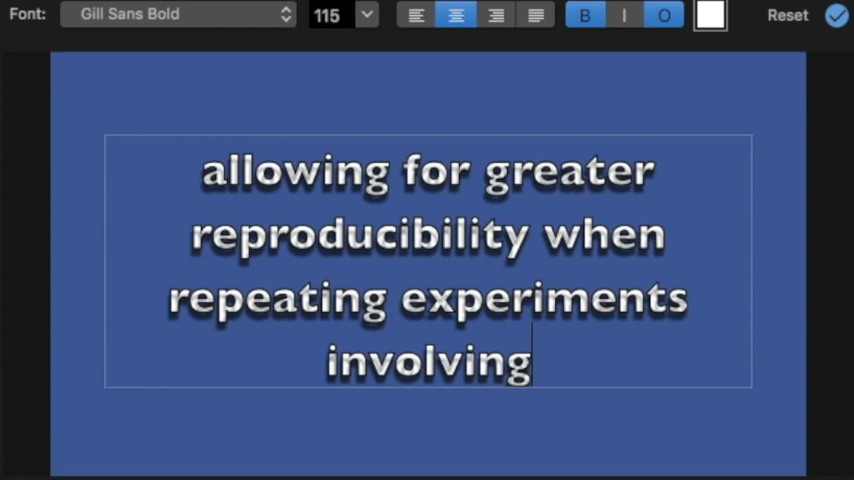 Font: Gill Sans Bold 115 B I O Reset
allowing for greater
reproducibility when
repeating experiments
involving